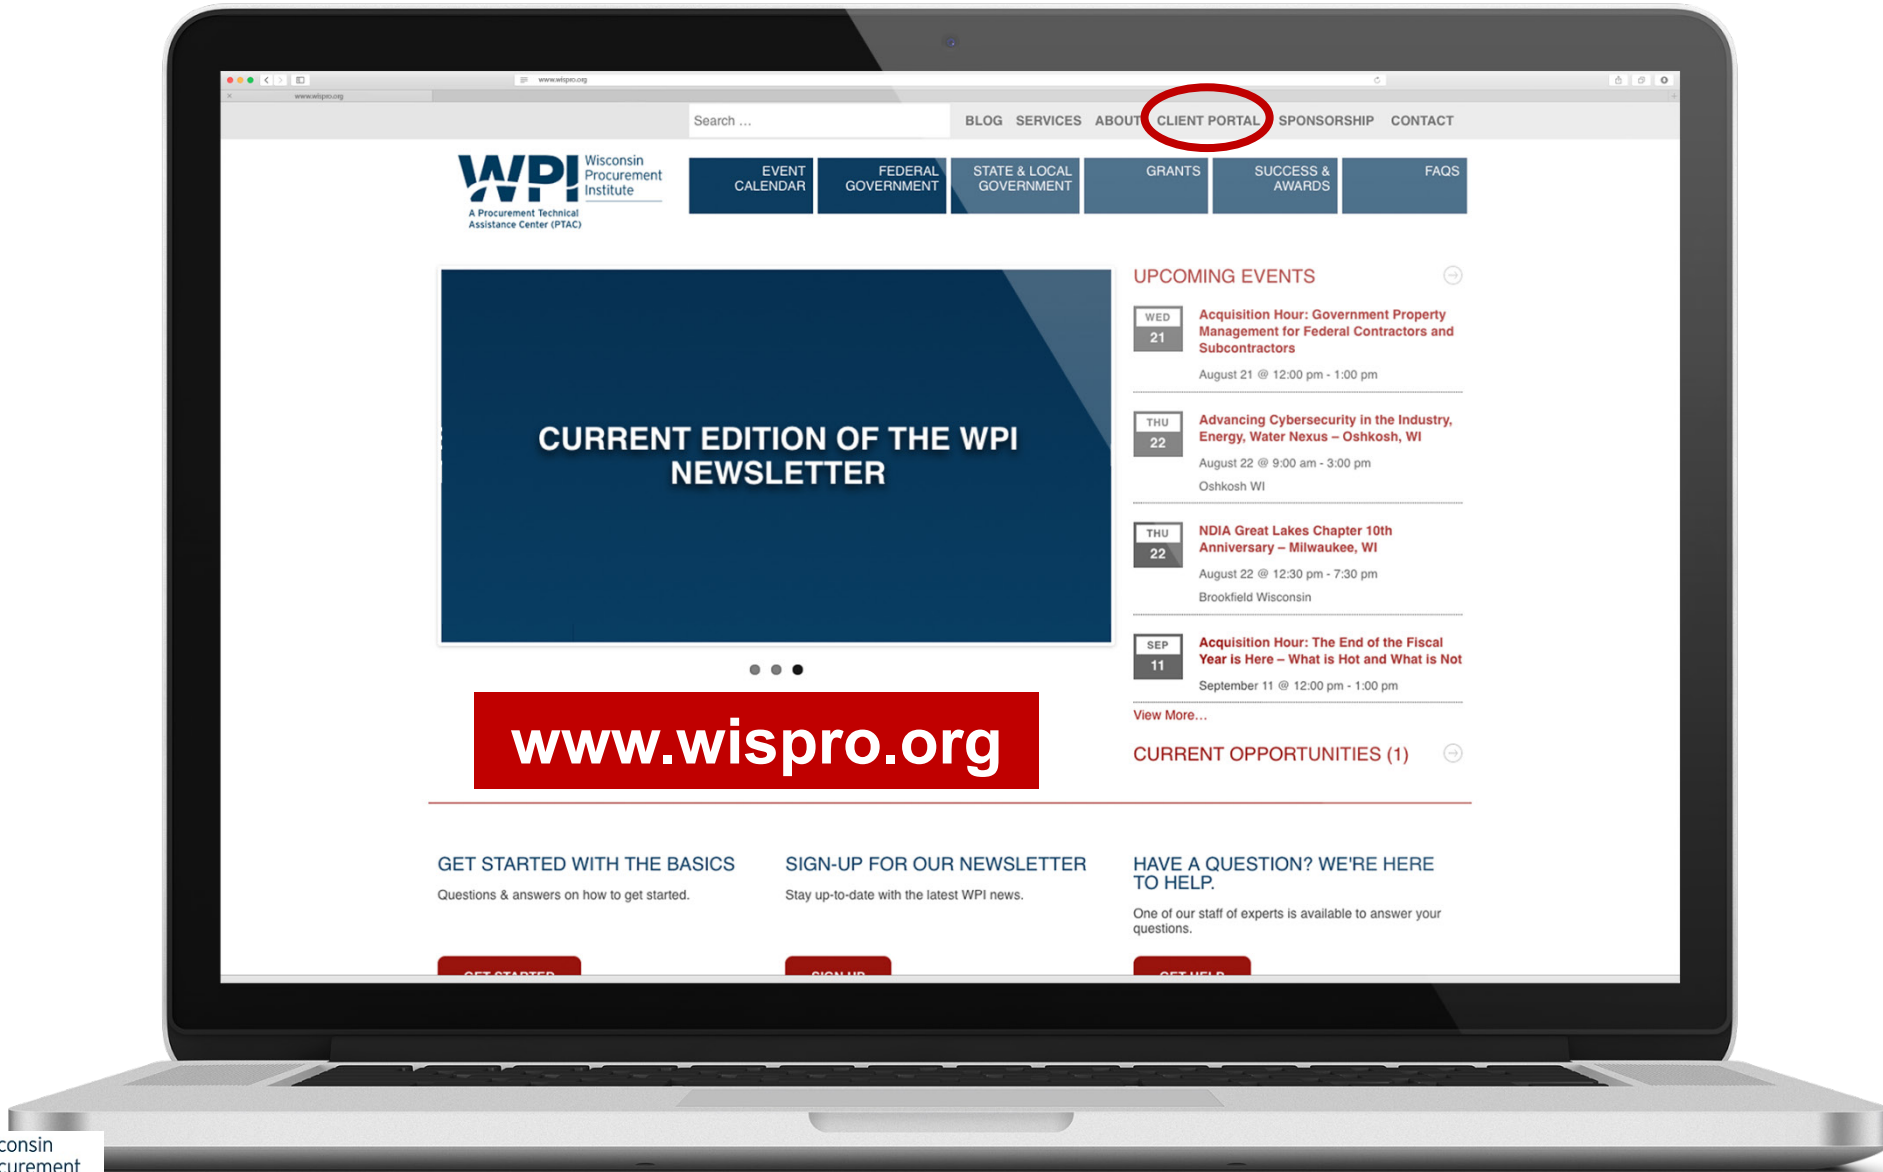 www.wispro.org
www.wispro.org
Search ...
BLOG SERVICES ABOUT CLIENT PORTAL SPONSORSHIP CONTACT
WPI
Wisconsin
Procurement
Institute
A Procurement Technical
Assistance Center (PTAC)
EVENT
CALENDAR
FEDERAL
GOVERNMENT
STATE & LOCAL
GOVERNMENT
GRANTS
SUCCESS &
AWARDS
FAQS
CURRENT EDITION OF THE WPI
NEWSLETTER
UPCOMING EVENTS
WED
21
Acquisition Hour: Government Property
Management for Federal Contractors and
Subcontractors
August 21 @ 12:00 pm - 1:00 pm
THU
22
Advancing Cybersecurity in the Industry,
Energy, Water Nexus – Oshkosh, WI
August 22 @ 9:00 am - 3:00 pm
Oshkosh WI
THU
22
NDIA Great Lakes Chapter 10th
Anniversary – Milwaukee, WI
August 22 @ 12:30 pm - 7:30 pm
Brookfield Wisconsin
SEP
11
Acquisition Hour: The End of the Fiscal
Year is Here – What is Hot and What is Not
September 11 @ 12:00 pm - 1:00 pm
View More...
CURRENT OPPORTUNITIES (1)
www.wispro.org
GET STARTED WITH THE BASICS
Questions & answers on how to get started.
GET STARTED
SIGN-UP FOR OUR NEWSLETTER
Stay up-to-date with the latest WPI news.
SIGN UP
HAVE A QUESTION? WE'RE HERE
TO HELP.
One of our staff of experts is available to answer your
questions.
GET HELP
consin
curement